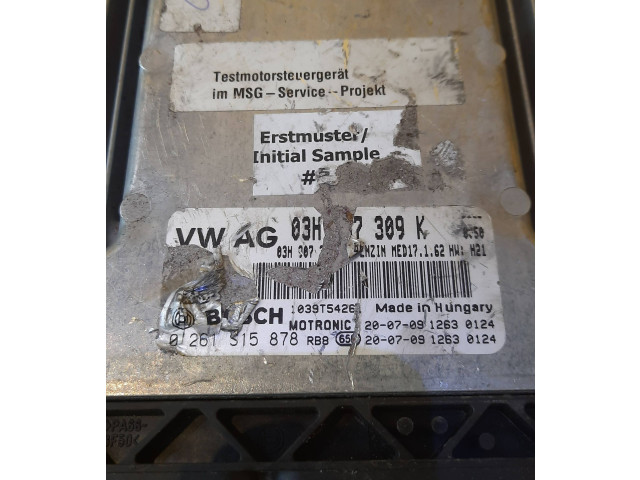 Testmotorsteuergerät
im MSG-Service-Projekt
Erstmuster/
Initial Sample
VW AG 03H 7 309 K
03H 907 BENZIN MED17.1.62 HW: H21
BOSCH 1039T5426 Made in Hungary
MOTRONIC 20-07-09 1263 0124
0 261 S15 878 RB8 650 20-07-09 1263 0124